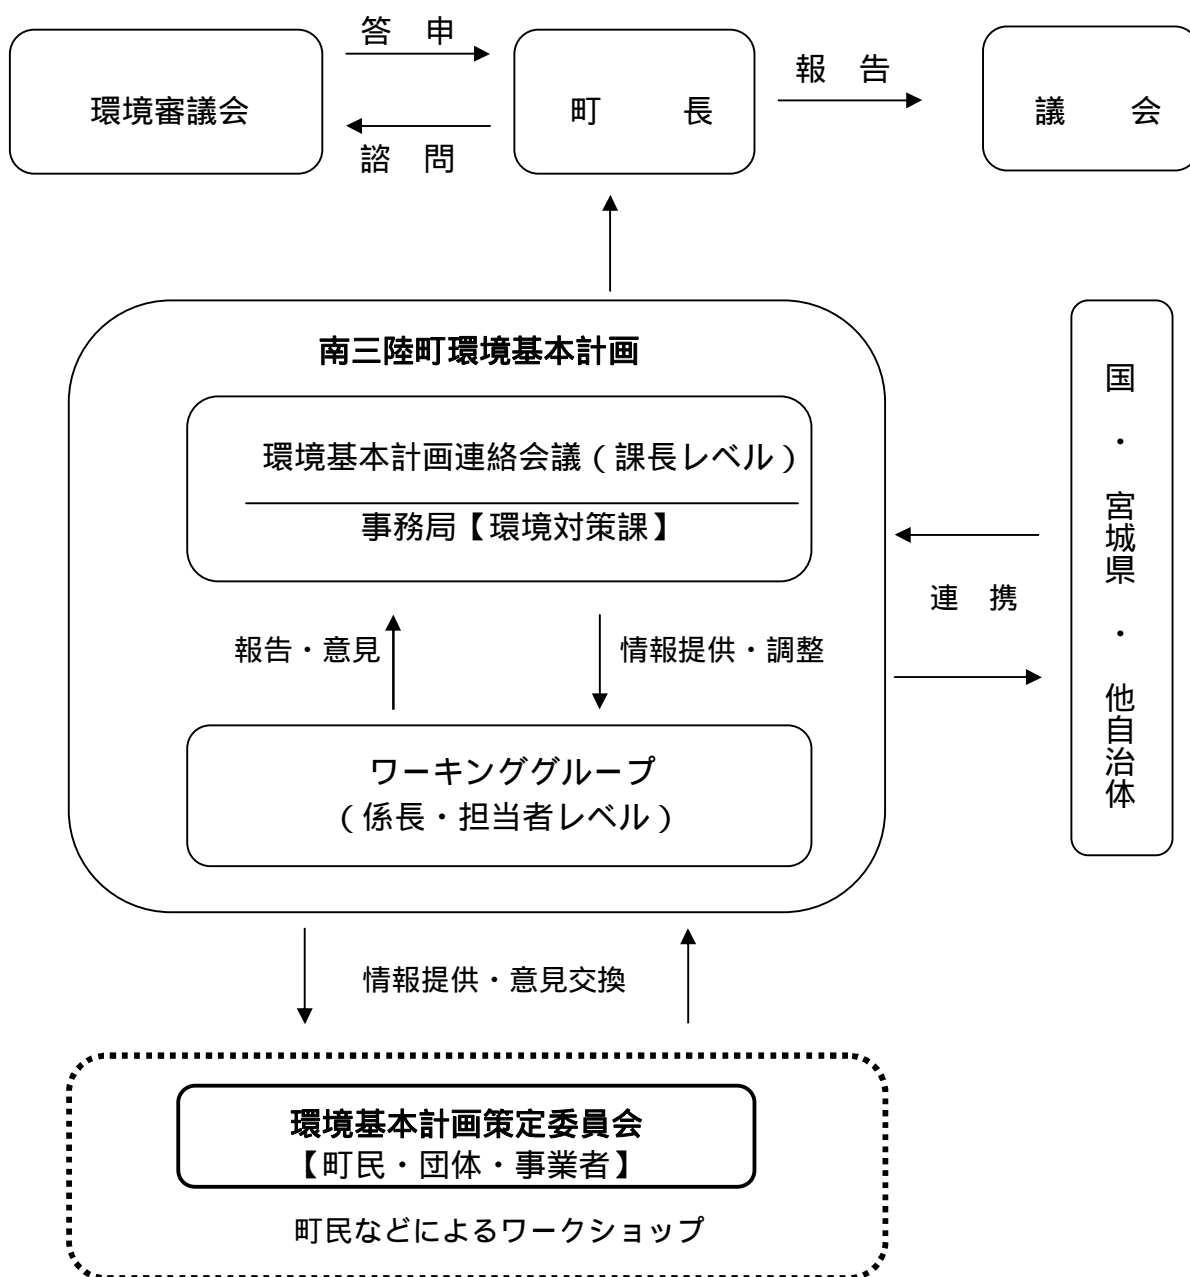 答　申
環境審議会
町　　長
報　告
議　　会
諮　問
南三陸町環境基本計画
環境基本計画連絡会議（課長レベル）
事務局【環境対策課】
報告・意見
情報提供・調整
ワーキンググループ
（係長・担当者レベル）
連　携
国・宮城県・他自治体
情報提供・意見交換
環境基本計画策定委員会
【町民・団体・事業者】
町民などによるワークショップ